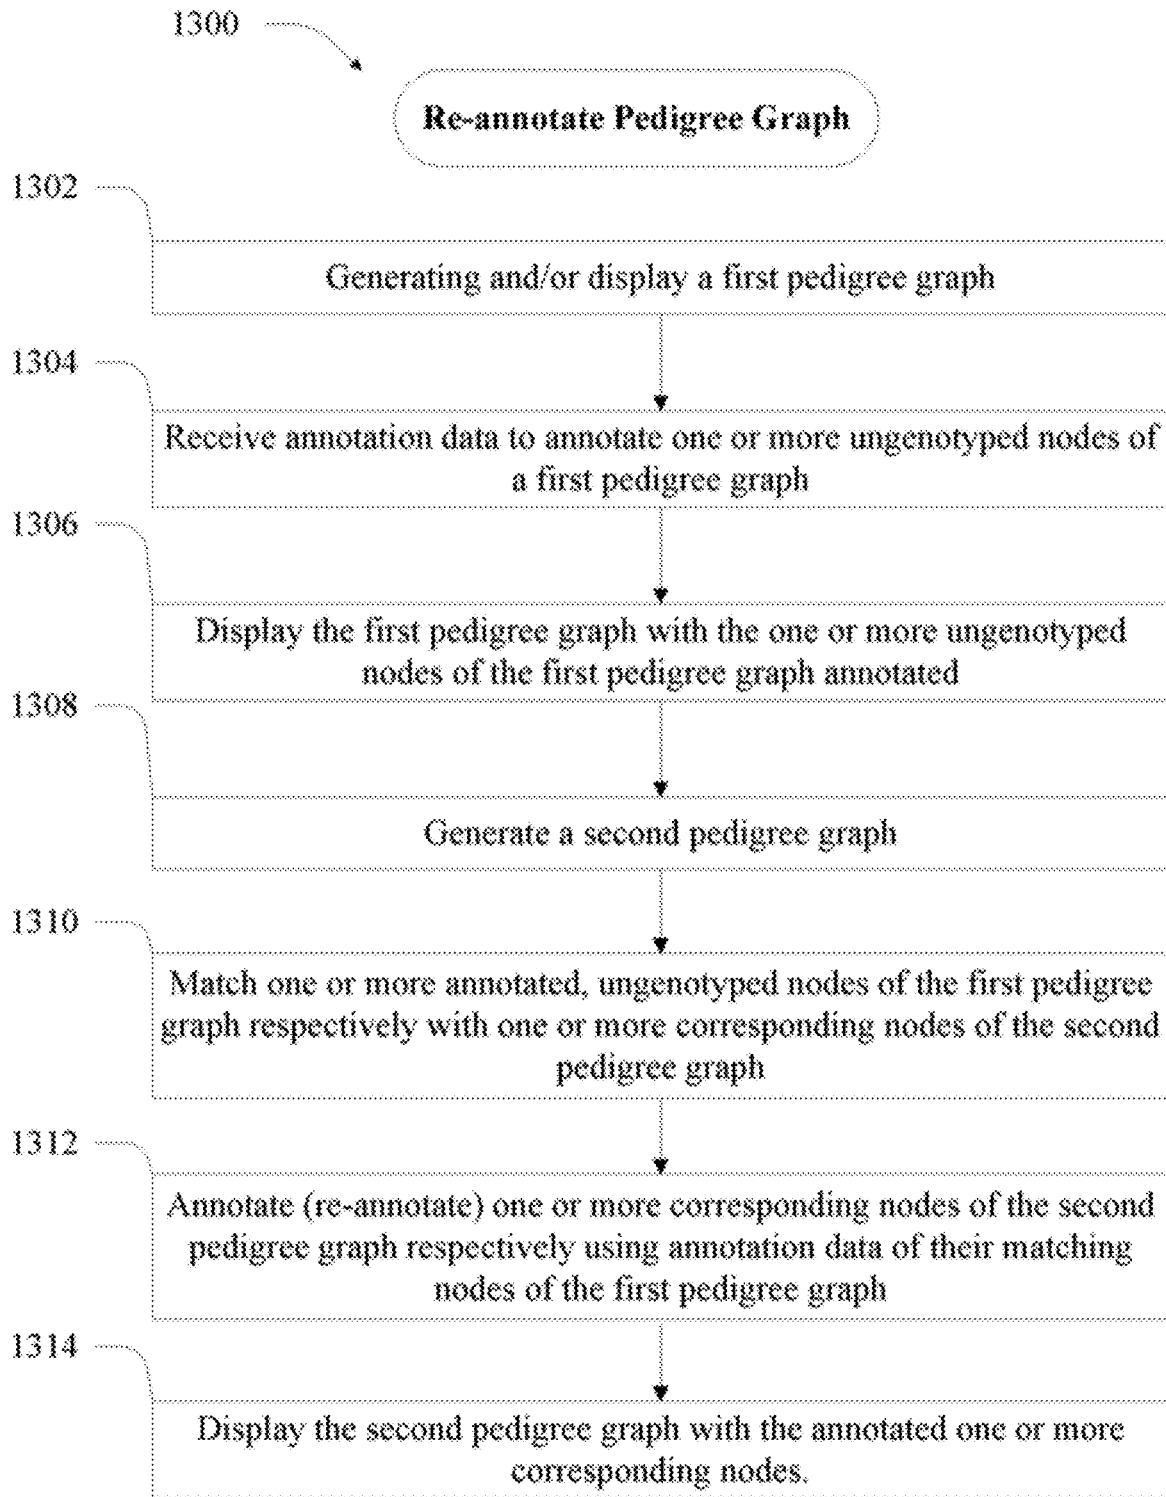 1300
Re-annotate Pedigree Graph
1302
Generating and/or display a first pedigree graph
1304
Receive annotation data to annotate one or more ungenotyped nodes of
a first pedigree graph
1306
Display the first pedigree graph with the one or more ungenotyped
nodes of the first pedigree graph annotated
1308
Generate a second pedigree graph
1310
Match one or more annotated, ungenotyped nodes of the first pedigree
graph respectively with one or more corresponding nodes of the second
pedigree graph
1312
Annotate (re-annotate) one or more corresponding nodes of the second
pedigree graph respectively using annotation data of their matching
nodes of the first pedigree graph
1314
Display the second pedigree graph with the annotated one or more
corresponding nodes.